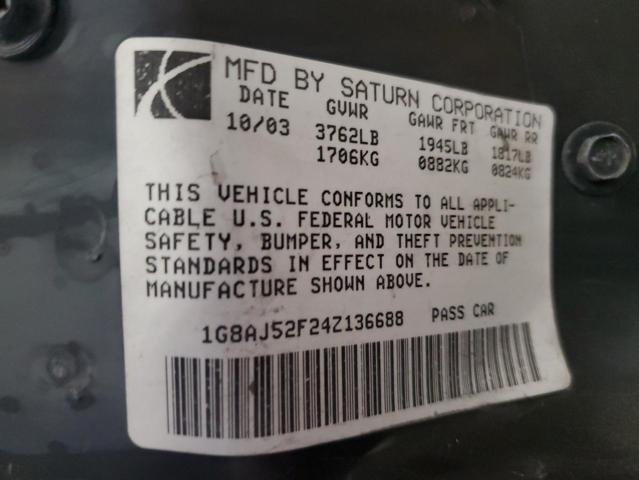 MFD BY SATURN CORPORATION
DATE GVWR GAWR FRT GAWR RR
10/03 3762LB 1945LB 1817LB
1706KG 0882KG 0824KG
THIS VEHICLE CONFORMS TO ALL APPLI-
CABLE U.S. FEDERAL MOTOR VEHICLE
SAFETY, BUMPER, AND THEFT PREVENTION
STANDARDS IN EFFECT ON THE DATE OF
MANUFACTURE SHOWN ABOVE.
1G8AJ52F24Z136688 PASS CAR